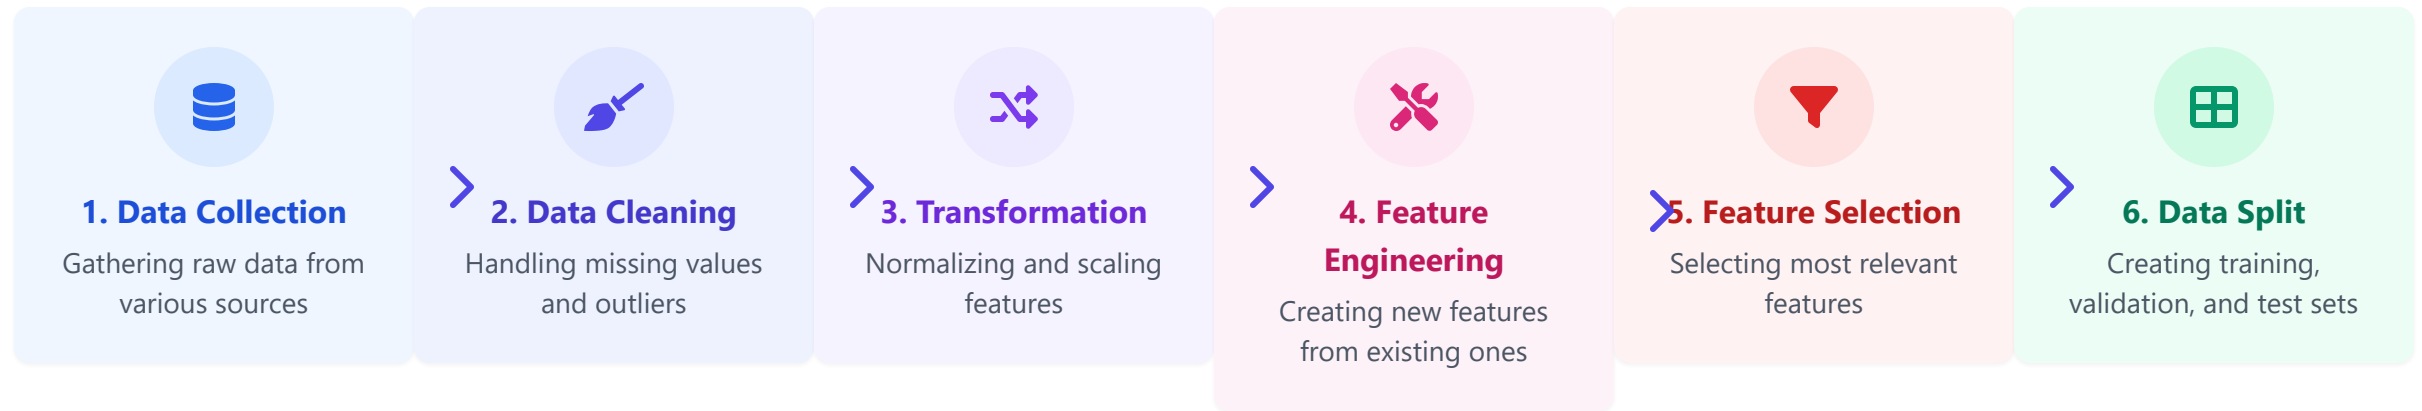 1. Data Collection
Gathering raw data from
various sources
2. Data Cleaning
Handling missing values
and outliers
3. Transformation
Normalizing and scaling
features
4. Feature
Engineering
Creating new features
from existing ones
5. Feature Selection
Selecting most relevant
features
6. Data Split
Creating training,
validation, and test sets